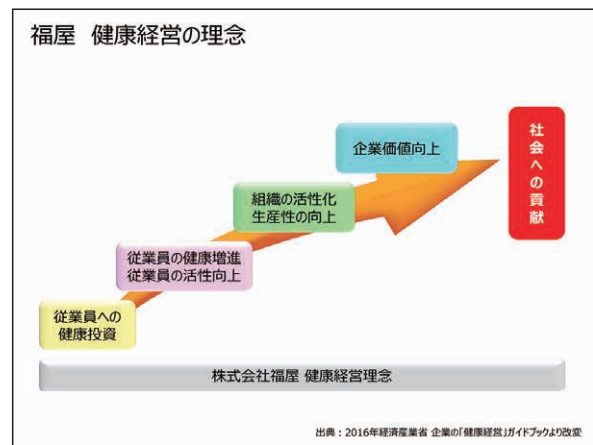 福屋 健康経営の理念
企業価値向上
社会への貢献
組織の活性化
生産性の向上
従業員の健康増進
従業員の活性向上
従業員への
健康投資
株式会社福屋 健康経営理念
出典：2016年経済産業省 企業の「健康経営」ガイドブックより改変